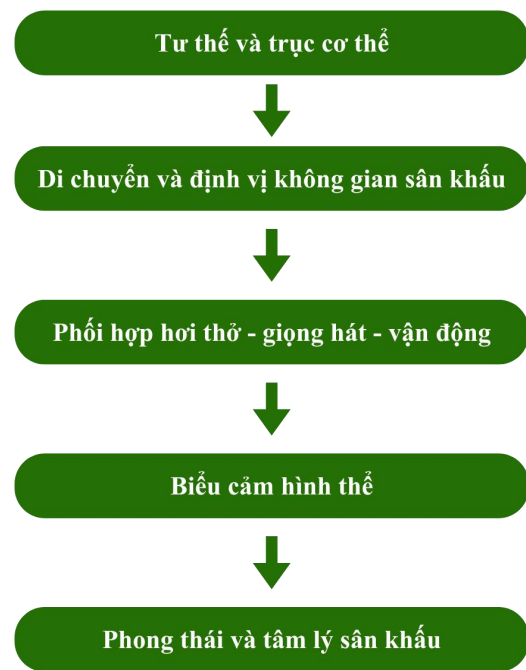 Tư thế và trục cơ thể
Di chuyển và định vị không gian sân khấu
Phối hợp hơi thở - giọng hát - vận động
Biểu cảm hình thể
Phong thái và tâm lý sân khấu